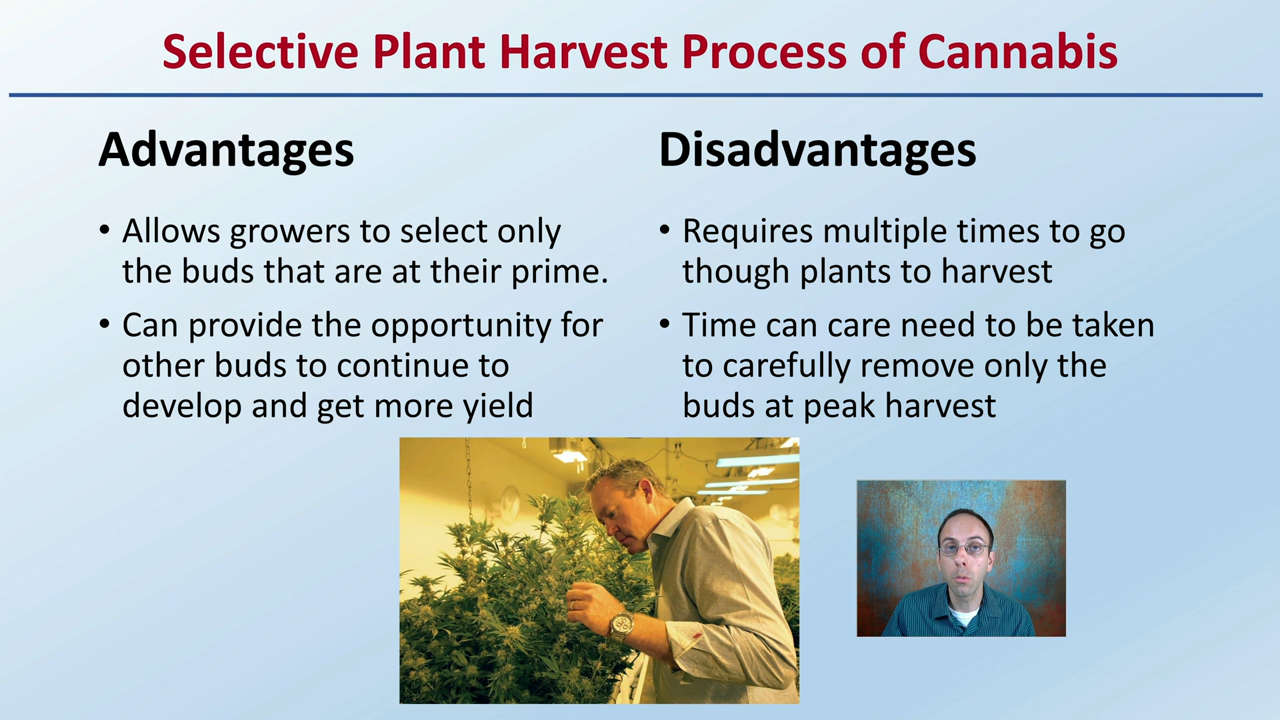 Selective Plant Harvest Process of Cannabis
Advantages
• Allows growers to select only
the buds that are at their prime.
• Can provide the opportunity for
other buds to continue to
develop and get more yield
Disadvantages
• Requires multiple times to go
though plants to harvest
• Time can care need to be taken
to carefully remove only the
buds at peak harvest